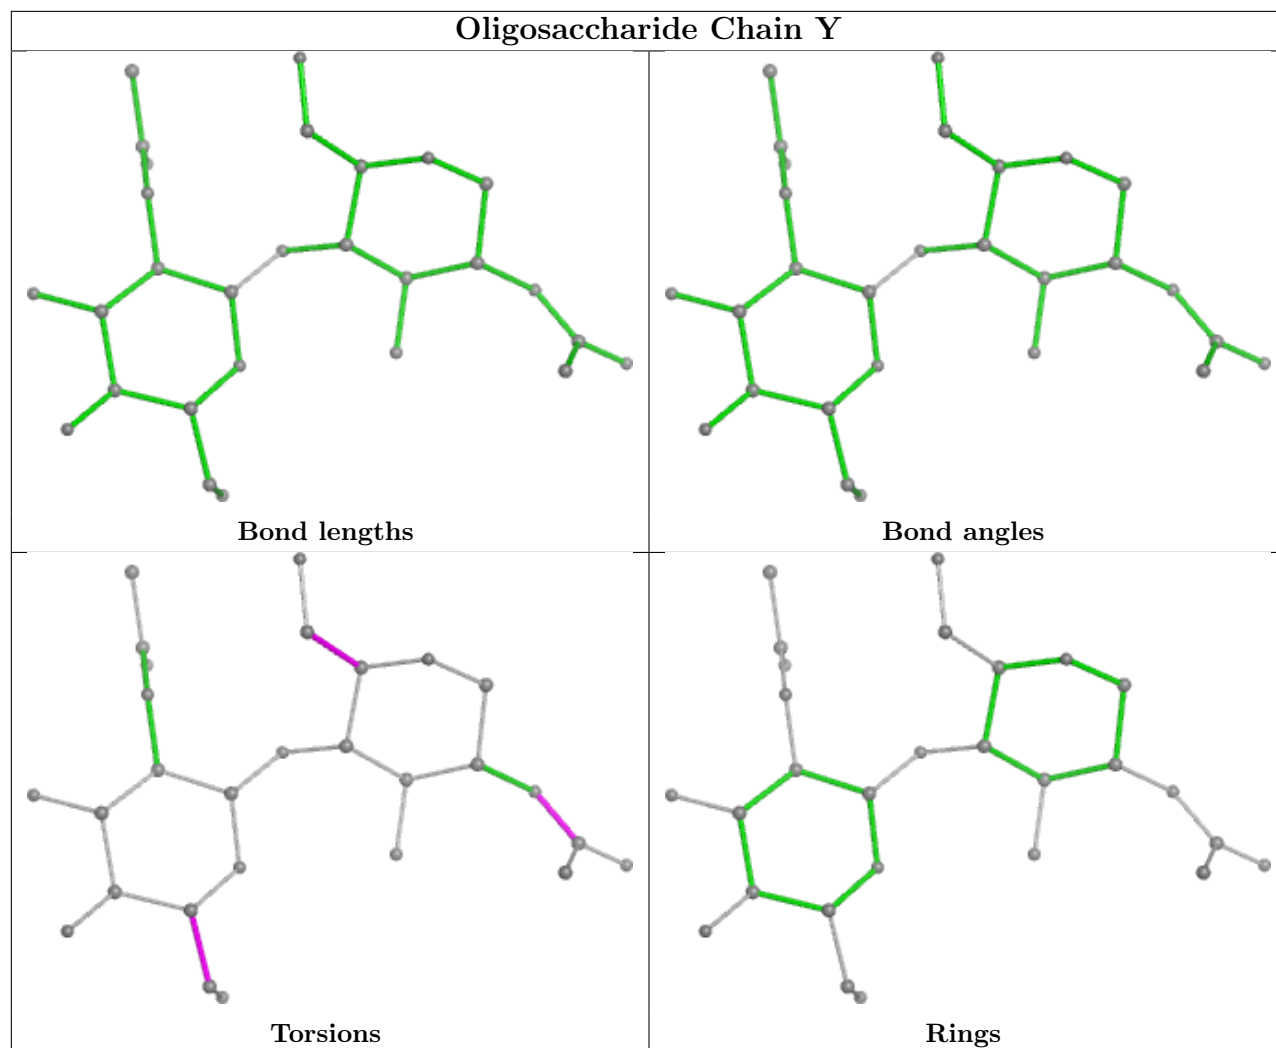 Oligosaccharide Chain Y
Bond lengths
Bond angles
Torsions
Rings